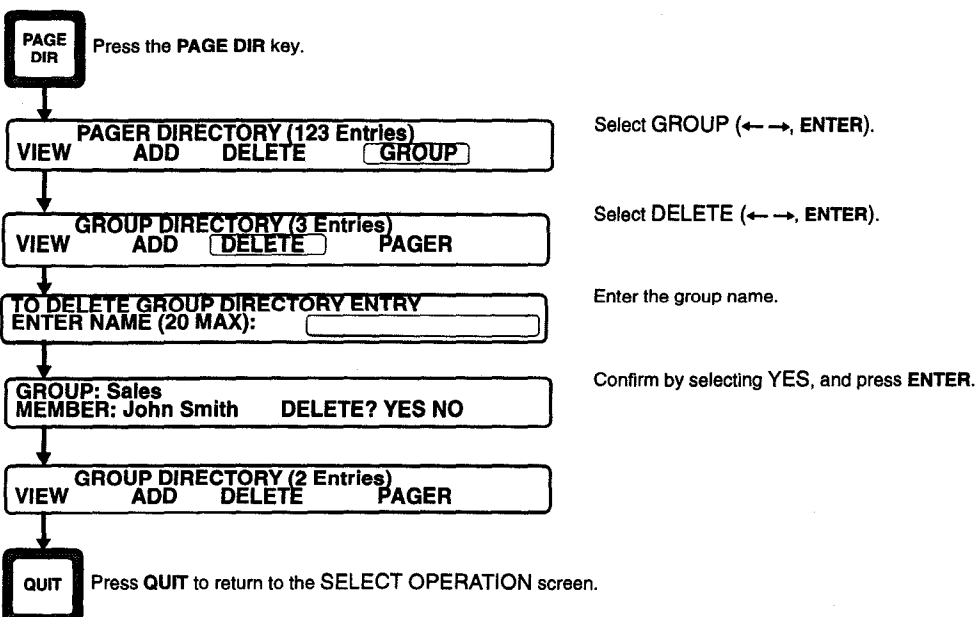 PAGE
DIR
Press the PAGE DIR key.
PAGER DIRECTORY (123 Entries)
VIEW ADD DELETE GROUP
Select GROUP (← →, ENTER).
GROUP DIRECTORY (3 Entries)
VIEW ADD DELETE PAGER
Select DELETE (← →, ENTER).
TO DELETE GROUP DIRECTORY ENTRY
ENTER NAME (20 MAX):
Enter the group name.
GROUP: Sales
MEMBER: John Smith DELETE? YES NO
Confirm by selecting YES, and press ENTER.
GROUP DIRECTORY (2 Entries)
VIEW ADD DELETE PAGER
QUIT
Press QUIT to return to the SELECT OPERATION screen.